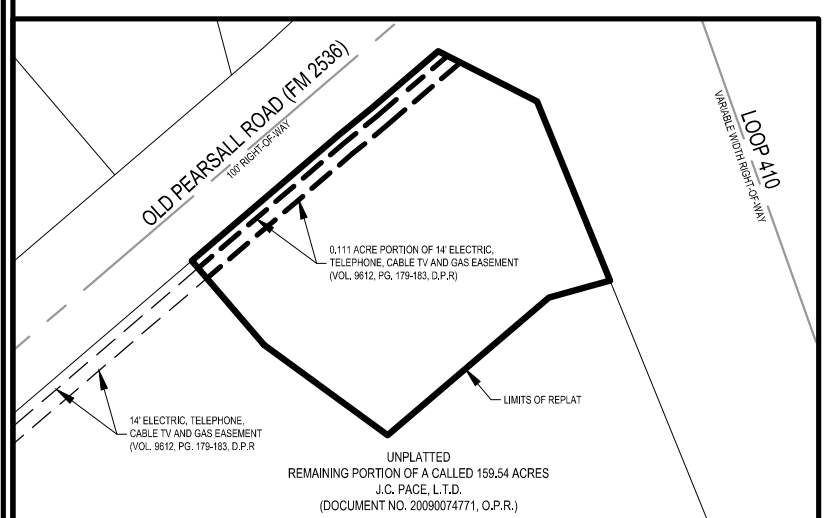 OLD PEARSALL ROAD (FM 2536)
100' RIGHT-OF-WAY
LOOP 410
VARIABLE WIDTH RIGHT-OF-WAY
0.111 ACRE PORTION OF 14' ELECTRIC,
TELEPHONE, CABLE TV AND GAS EASEMENT
(VOL. 9612, PG. 179-183, D.P.R)
LIMITS OF REPLAT
14' ELECTRIC, TELEPHONE,
CABLE TV AND GAS EASEMENT
(VOL. 9612, PG. 179-183, D.P.R
UNPLATTED
REMAINING PORTION OF A CALLED 159.54 ACRES
J.C. PACE, L.T.D.
(DOCUMENT NO. 20090074771, O.P.R.)